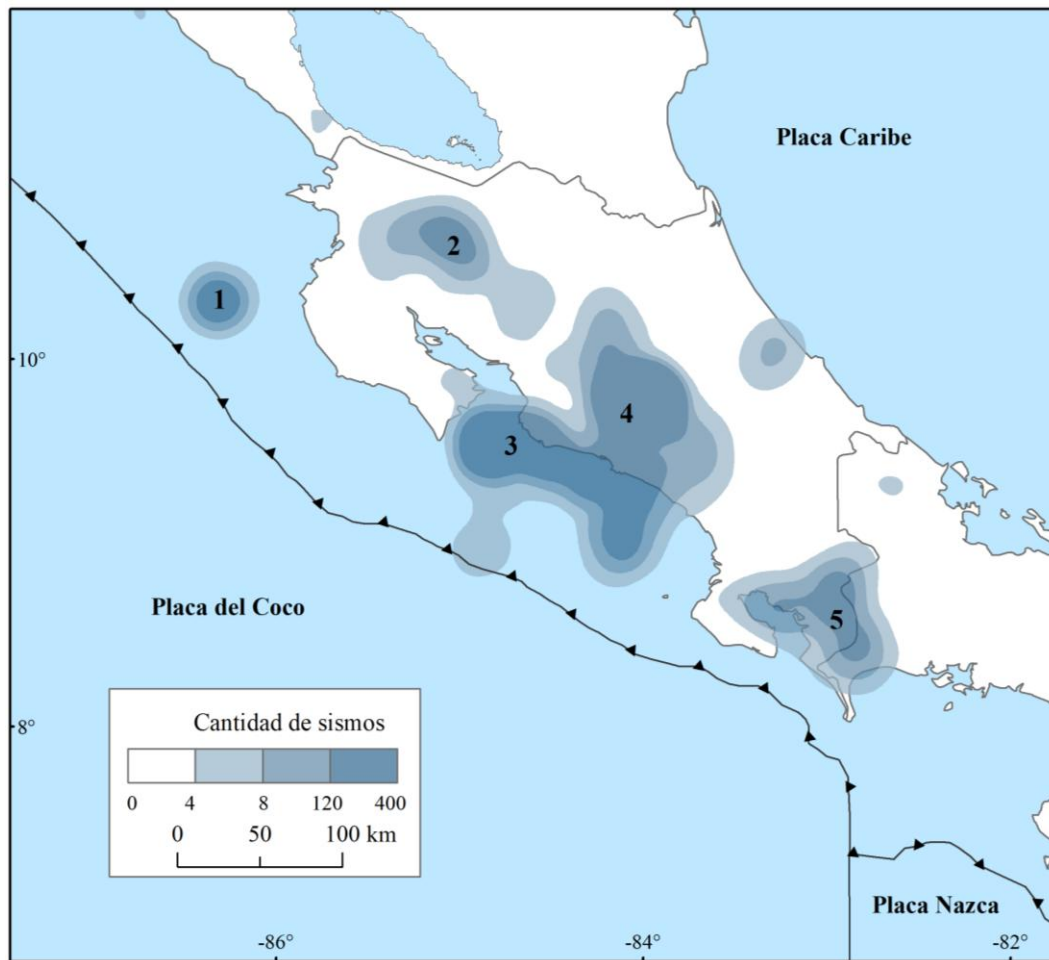 Placa Caribe
1
2
10°
3
4
Placa del Coco
5
8°
Cantidad de sismos
0 4 8 120 400
0 50 100 km
Placa Nazca
-86° -84° -82°